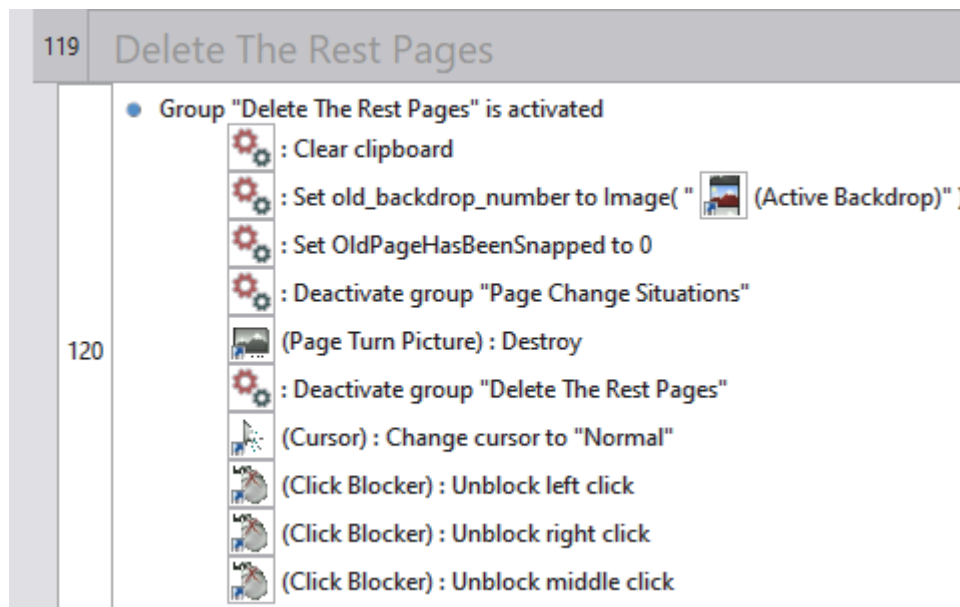 119 Delete The Rest Pages
Group "Delete The Rest Pages" is activated
: Clear clipboard
: Set old_backdrop_number to Image( " (Active Backdrop)" )
: Set OldPageHasBeenSnapped to 0
: Deactivate group "Page Change Situations"
120 (Page Turn Picture) : Destroy
: Deactivate group "Delete The Rest Pages"
(Cursor) : Change cursor to "Normal"
(Click Blocker) : Unblock left click
(Click Blocker) : Unblock right click
(Click Blocker) : Unblock middle click